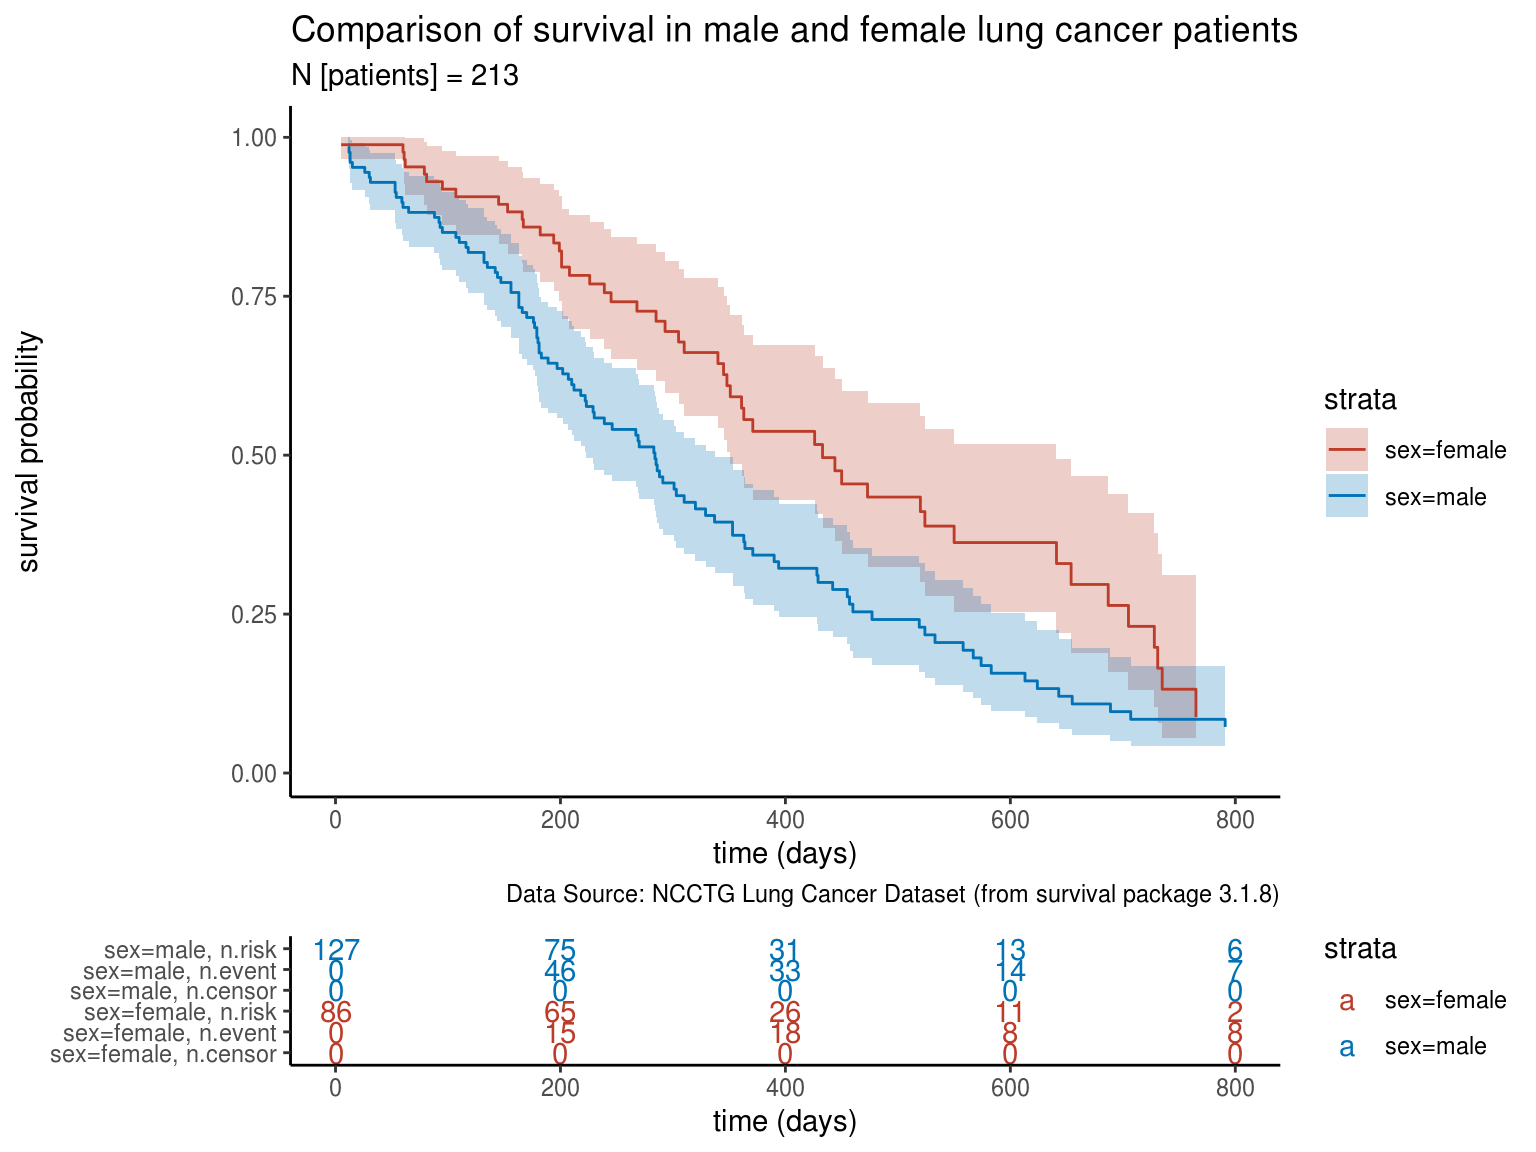 Comparison of survival in male and female lung cancer patients
N [patients] = 213
survival probability
1.00
0.75
0.50
0.25
0.00
0 200 400 600 800
time (days)
strata
sex=female
sex=male
Data Source: NCCTG Lung Cancer Dataset (from survival package 3.1.8)
sex=male, n.risk 127 75 31 13 6
sex=male, n.event 0 46 33 14 7
sex=male, n.censor 0 0 0 0 0
sex=female, n.risk 86 65 26 11 2
sex=female, n.event 0 15 18 8 8
sex=female, n.censor 0 0 0 0 0
0 200 400 600 800
time (days)
strata
a sex=female
a sex=male